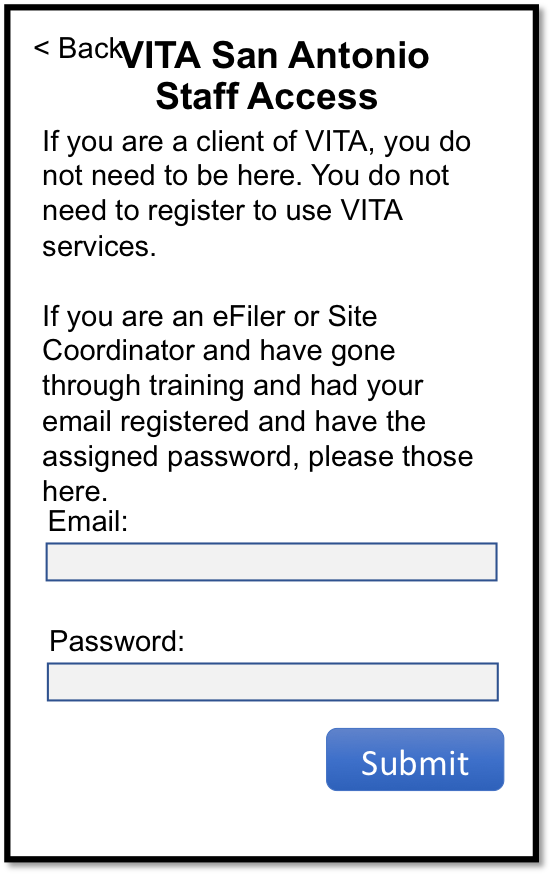 < Back
VITA San Antonio
Staff Access
If you are a client of VITA, you do
not need to be here. You do not
need to register to use VITA
services.
If you are an eFiler or Site
Coordinator and have gone
through training and had your
email registered and have the
assigned password, please those
here.
Email:
Password:
Submit